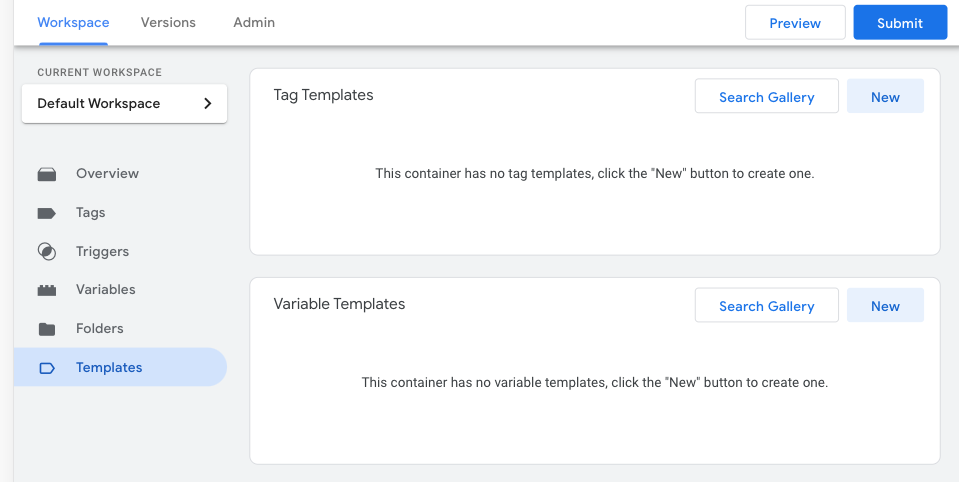 Workspace Versions Admin Preview Submit
CURRENT WORKSPACE
Default Workspace
Overview
Tags
Triggers
Variables
Folders
Templates
Tag Templates Search Gallery New
This container has no tag templates, click the "New" button to create one.
Variable Templates Search Gallery New
This container has no variable templates, click the "New" button to create one.